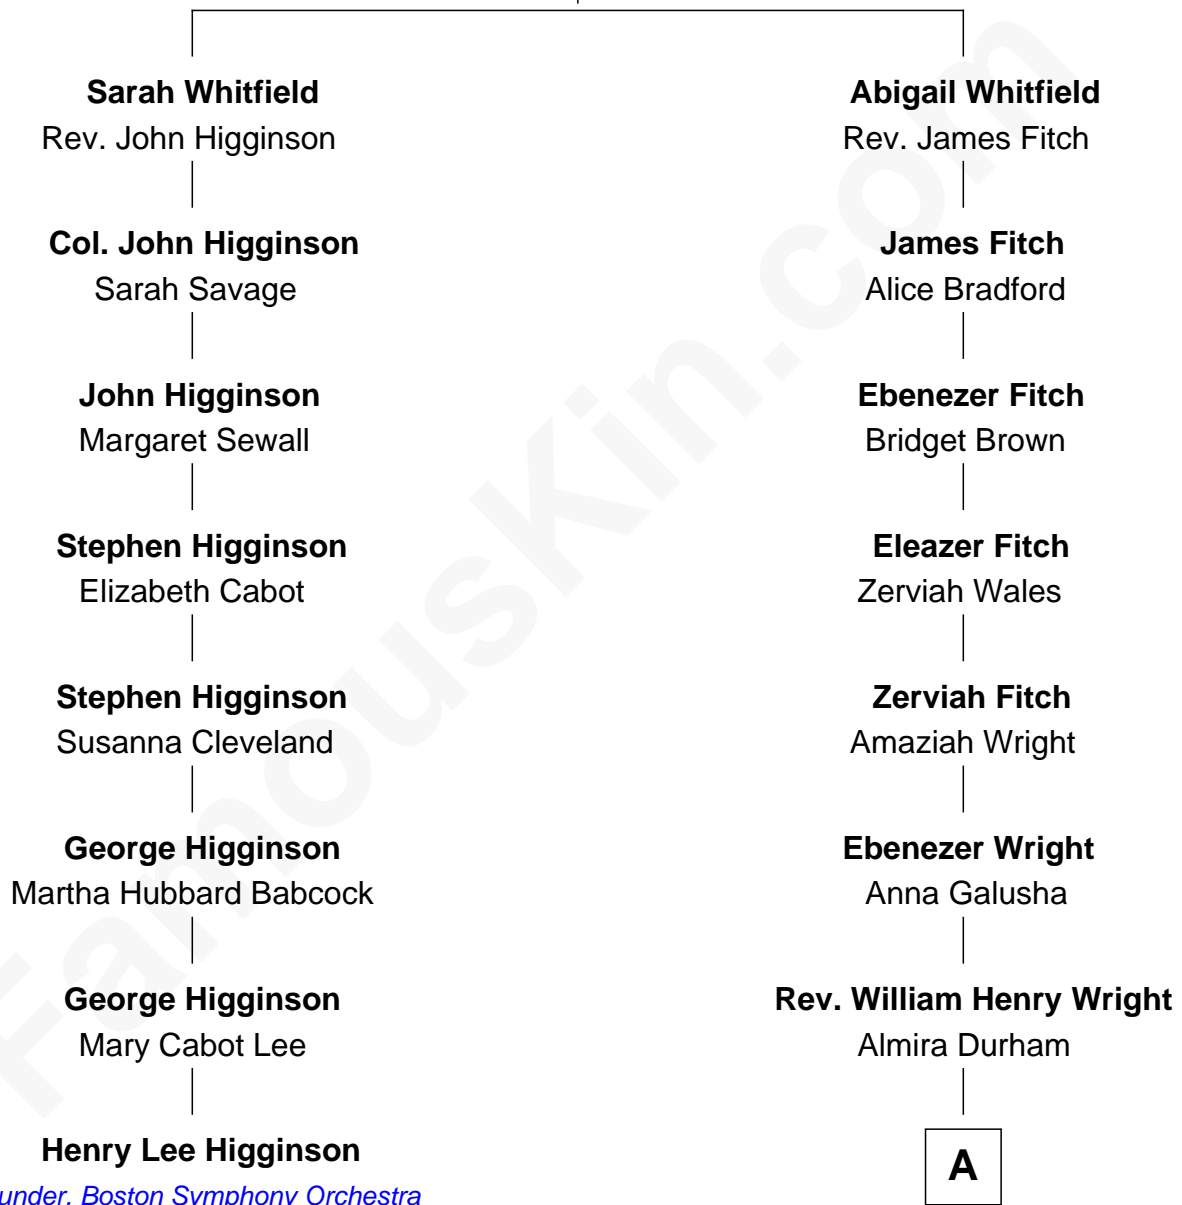 Sarah Whitfield
Rev. John Higginson
Col. John Higginson
Sarah Savage
John Higginson
Margaret Sewall
Stephen Higginson
Elizabeth Cabot
Stephen Higginson
Susanna Cleveland
George Higginson
Martha Hubbard Babcock
George Higginson
Mary Cabot Lee
Henry Lee Higginson
under, Boston Symphony Orchestra
Abigail Whitfield
Rev. James Fitch
James Fitch
Alice Bradford
Ebenezer Fitch
Bridget Brown
Eleazer Fitch
Zerviah Wales
Zerviah Fitch
Amaziah Wright
Ebenezer Wright
Anna Galusha
Rev. William Henry Wright
Almira Durham
A
FamousKin.com